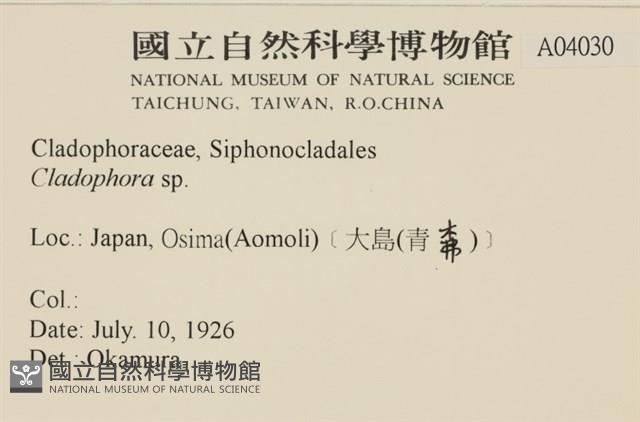 國立自然科學博物館 A04030
NATIONAL MUSEUM OF NATURAL SCIENCE
TAICHUNG, TAIWAN, R.O.CHINA
Cladophoraceae, Siphonocladales
Cladophora sp.
Loc.: Japan, Osima(Aomoli)〔大島(青 )〕
Col.:
Date: July. 10, 1926
Det.: Okamura
國立自然科學博物館
NATIONAL MUSEUM OF NATURAL SCIENCE